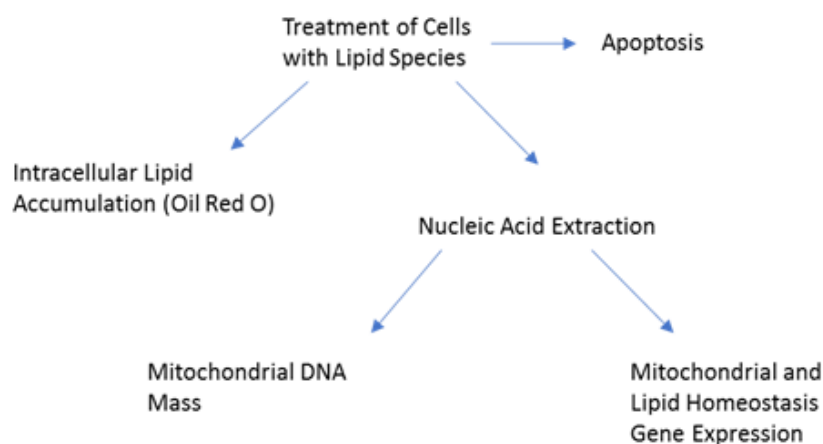 Treatment of Cells
with Lipid Species
Apoptosis
Intracellular Lipid
Accumulation (Oil Red O)
Nucleic Acid Extraction
Mitochondrial DNA
Mass
Mitochondrial and
Lipid Homeostasis
Gene Expression